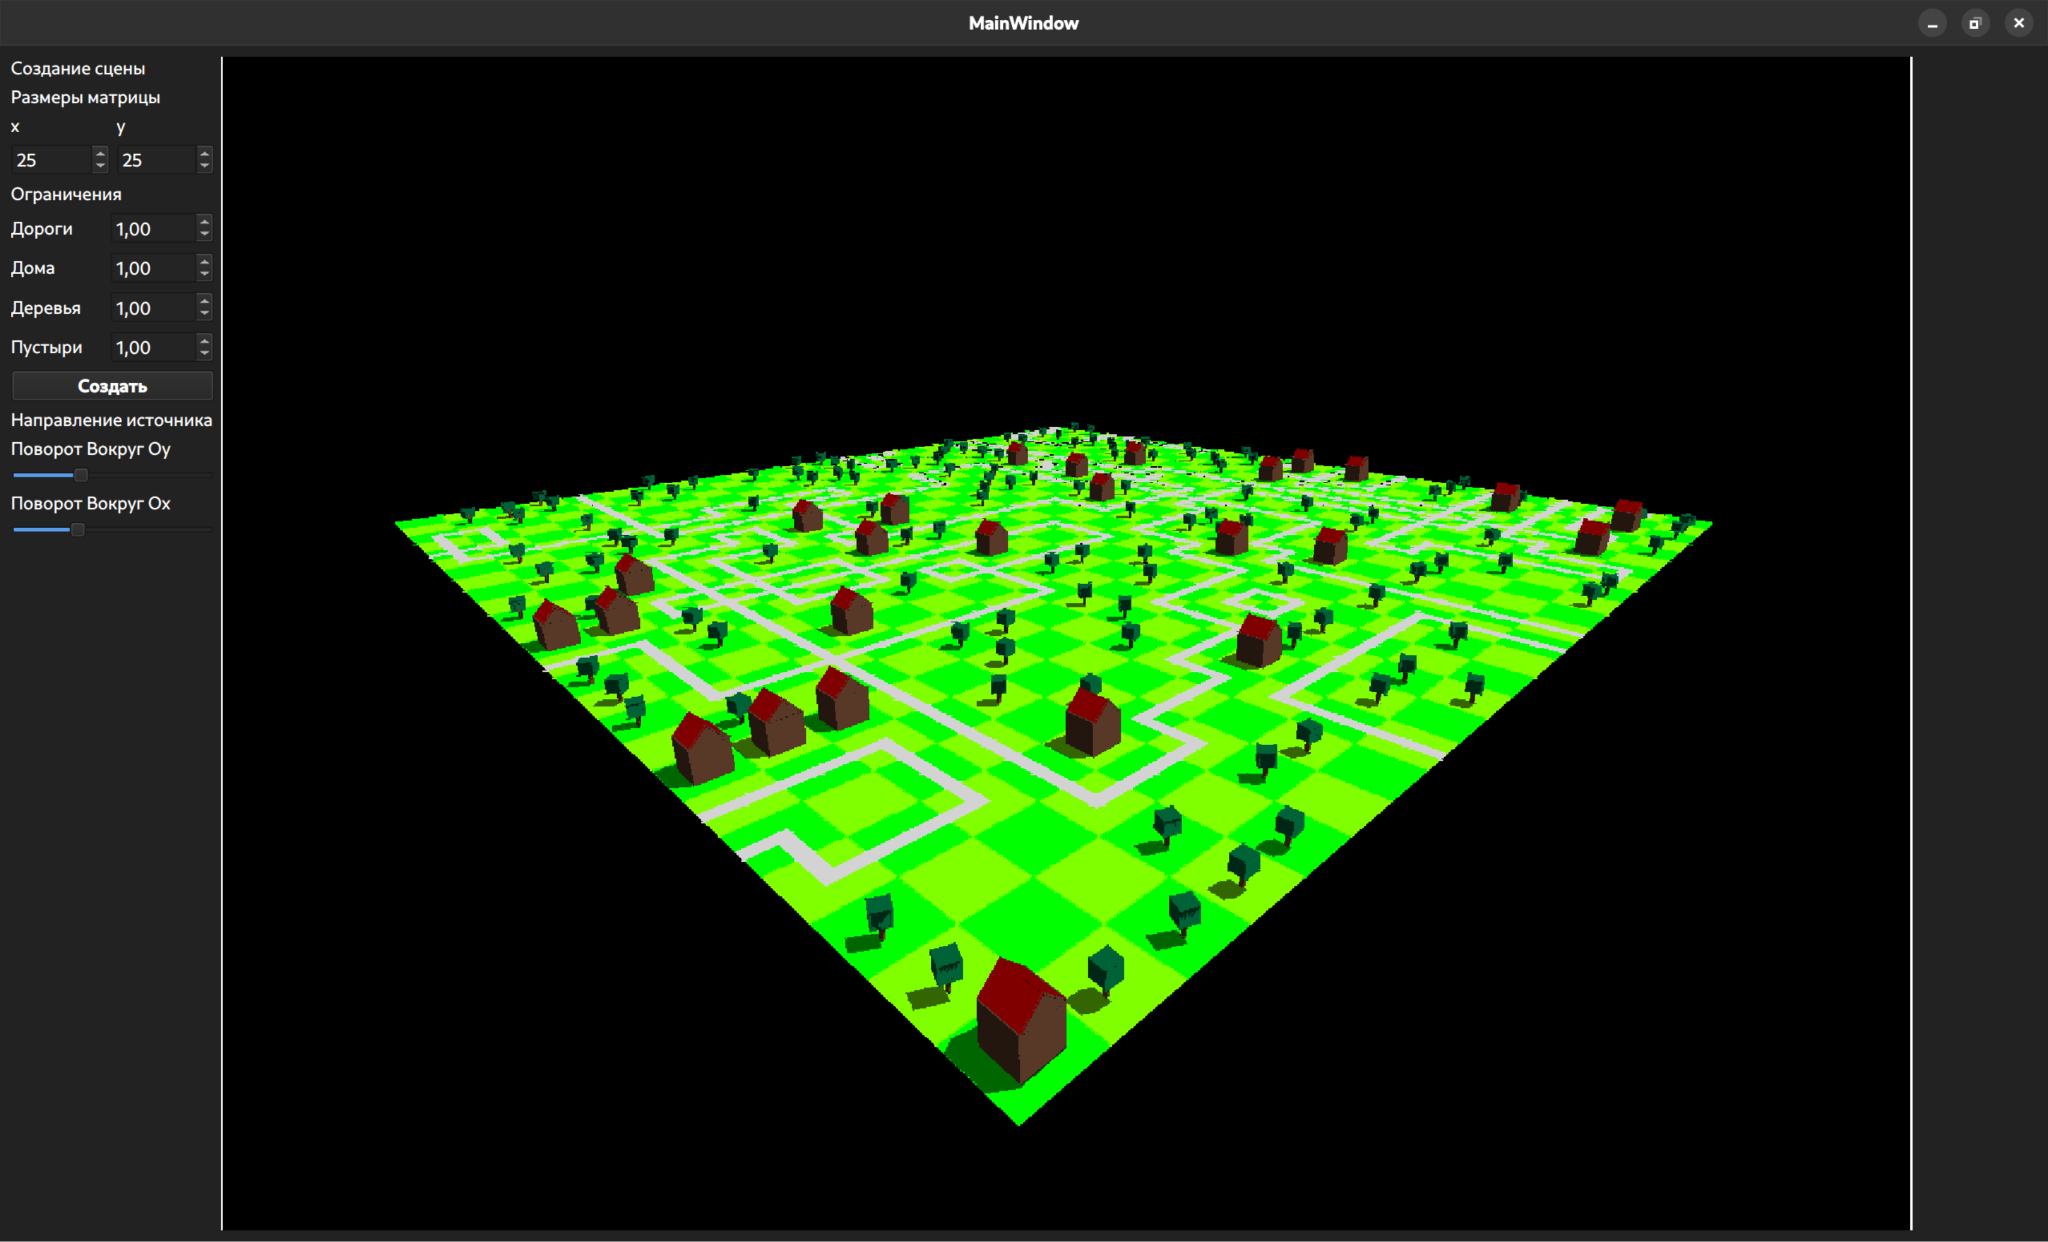 MainWindow
Создание сцены
Размеры матрицы
x y
25 25
Ограничения
Дороги 1,00
Дома 1,00
Деревья 1,00
Пустыри 1,00
Создать
Направление источника
Поворот Вокруг Oy
Поворот Вокруг Ox